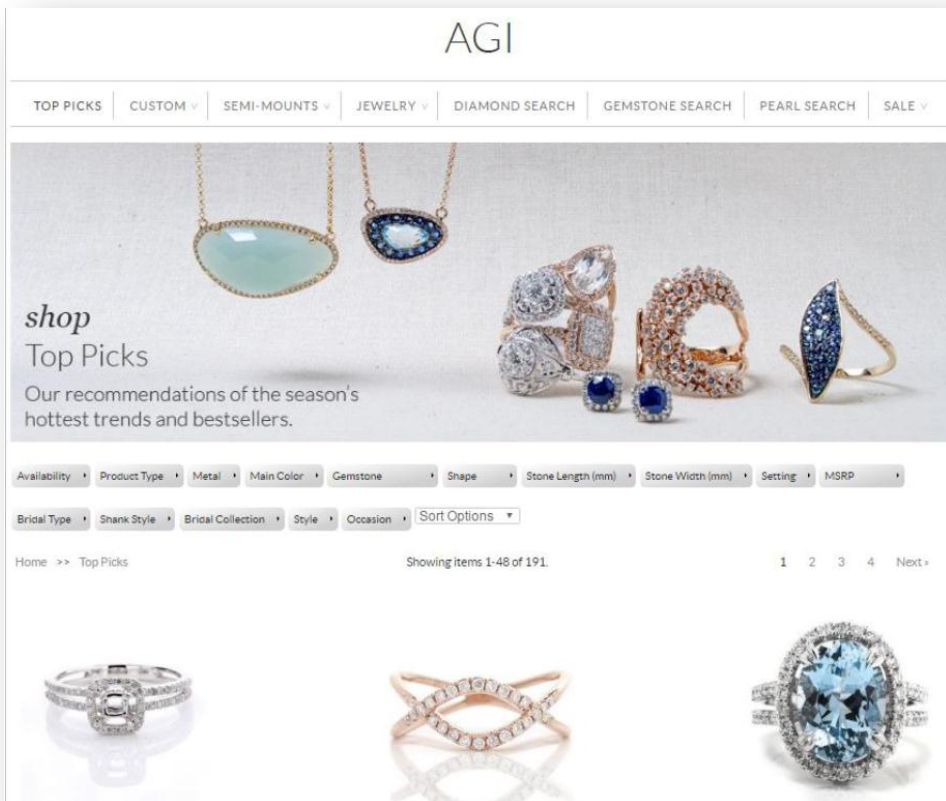 AGI
TOP PICKS CUSTOM SEMI-MOUNTS JEWELRY DIAMOND SEARCH GEMSTONE SEARCH PEARL SEARCH SALE
shop
Top Picks
Our recommendations of the season's
hottest trends and bestsellers.
Availability Product Type Metal Main Color Gemstone Shape Stone Length (mm) Stone Width (mm) Setting MSRP
Bridal Type Shank Style Bridal Collection Style Occasion Sort Options
Home >> Top Picks Showing items 1-48 of 191. 1 2 3 4 Next »